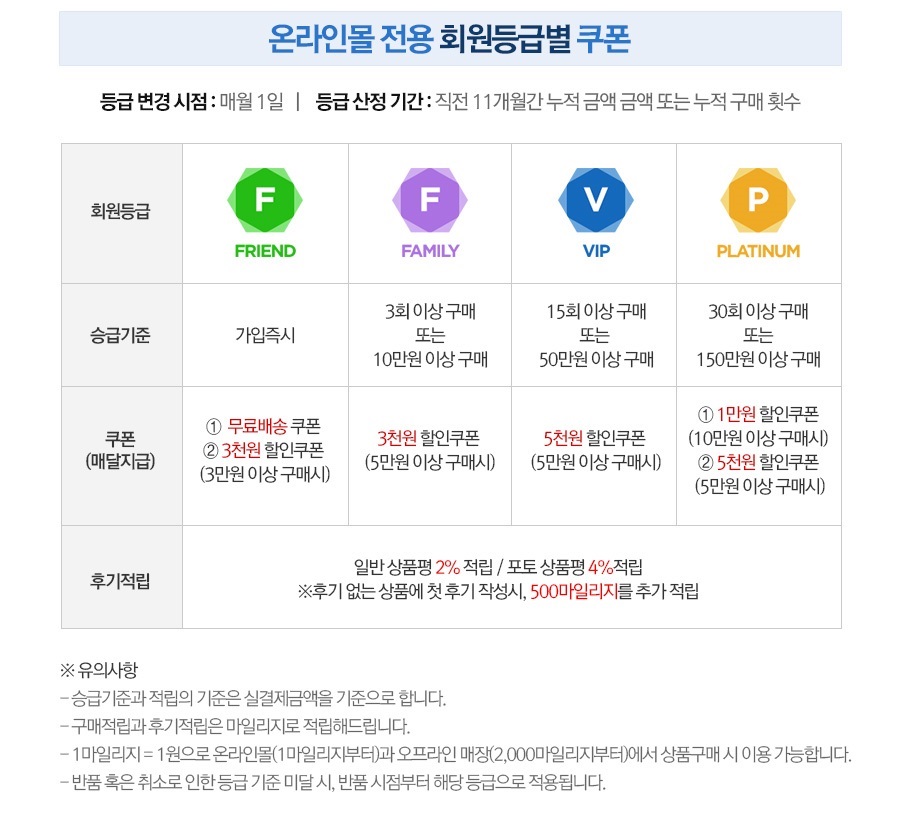 온라인몰 전용 회원등급별 쿠폰
등급 변경 시점 : 매월 1일 | 등급 산정 기간 : 직전 11개월간 누적 금액 금액 또는 누적 구매 횟수
회원등급
F
FRIEND
F
FAMILY
V
VIP
P
PLATINUM
승급기준
가입즉시
3회 이상 구매
또는
10만원 이상 구매
15회 이상 구매
또는
50만원 이상 구매
30회 이상 구매
또는
150만원 이상 구매
쿠폰
(매달지급)
① 무료배송 쿠폰
② 3천원 할인쿠폰
(3만원 이상 구매시)
3천원 할인쿠폰
(5만원 이상 구매시)
5천원 할인쿠폰
(5만원 이상 구매시)
① 1만원 할인쿠폰
(10만원 이상 구매시)
② 5천원 할인쿠폰
(5만원 이상 구매시)
후기적립
일반 상품평 2% 적립 / 포토 상품평 4%적립
※후기 없는 상품에 첫 후기 작성시, 500마일리지를 추가 적립
※ 유의사항
- 승급기준과 적립의 기준은 실결제금액을 기준으로 합니다.
- 구매적립과 후기적립은 마일리지로 적립해드립니다.
- 1마일리지 = 1원으로 온라인몰(1마일리지부터)과 오프라인 매장(2,000마일리지부터)에서 상품구매 시 이용 가능합니다.
- 반품 혹은 취소로 인한 등급 기준 미달 시, 반품 시점부터 해당 등급으로 적용됩니다.